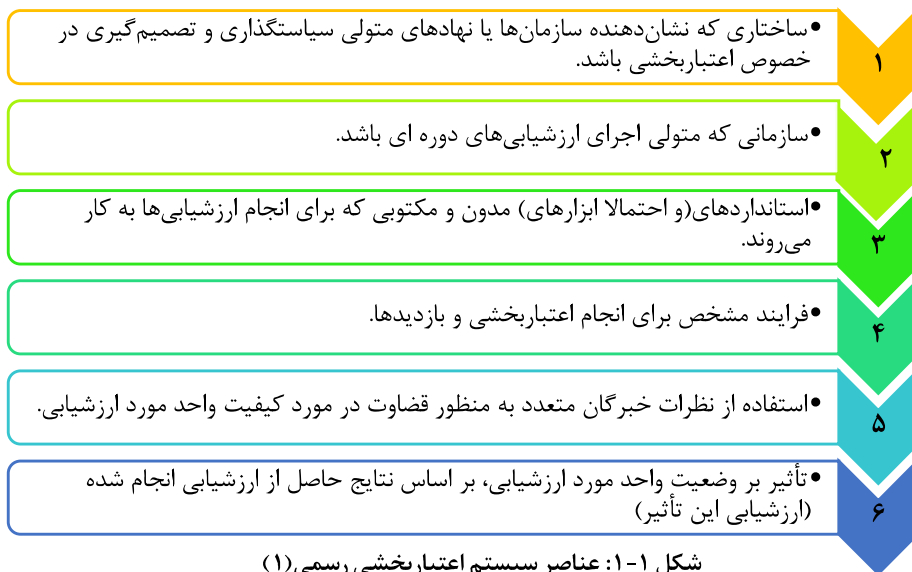 •ساختاری که نشان‌دهنده سازمان‌ها یا نهادهای متولی سیاستگذاری و تصمیم‌گیری در
خصوص اعتباربخشی باشد.
۱
•سازمانی که متولی اجرای ارزشیابی‌های دوره ای باشد.
۲
•استانداردهای(و احتمالا ابزارهای) مدون و مکتوبی که برای انجام ارزشیابی‌ها به کار
می‌روند.
۳
•فرایند مشخص برای انجام اعتباربخشی و بازدیدها.
۴
•استفاده از نظرات خبرگان متعدد به منظور قضاوت در مورد کیفیت واحد مورد ارزشیابی.
۵
•تأثیر بر وضعیت واحد مورد ارزشیابی، بر اساس نتایج حاصل از ارزشیابی انجام شده
(ارزشیابی این تأثیر)
۶
شکل ۱-۱: عناصر سیستم اعتباربخشی رسمی(۱)